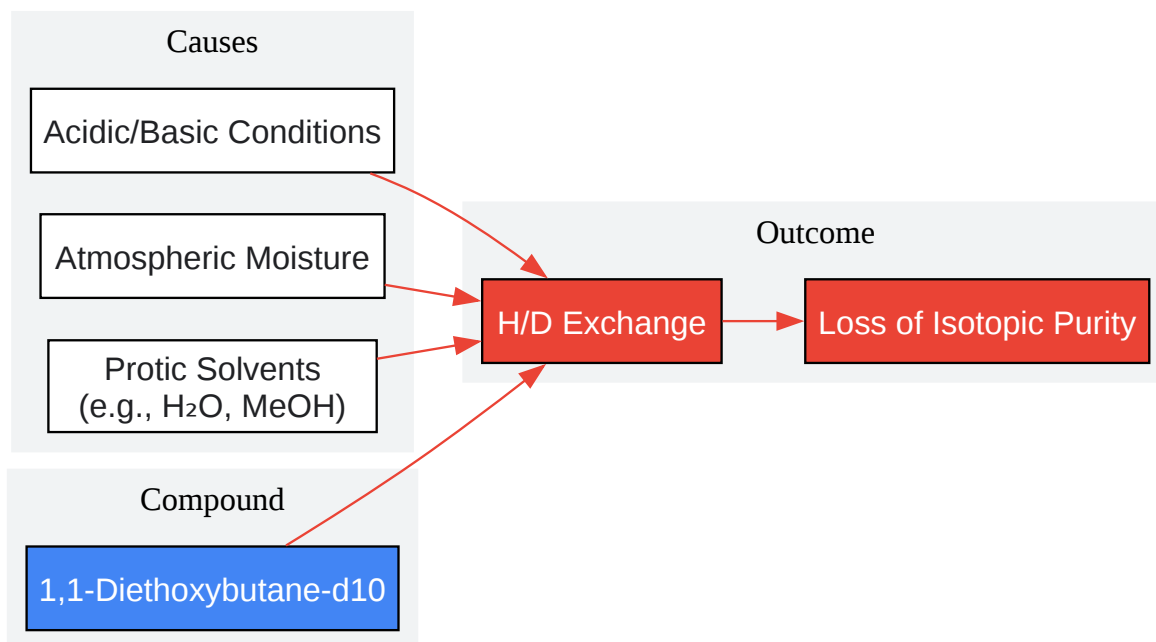 Causes
Acidic/Basic Conditions
Atmospheric Moisture
Protic Solvents
(e.g., H₂O, MeOH)
Compound
1,1-Diethoxybutane-d10
Outcome
H/D Exchange
Loss of Isotopic Purity